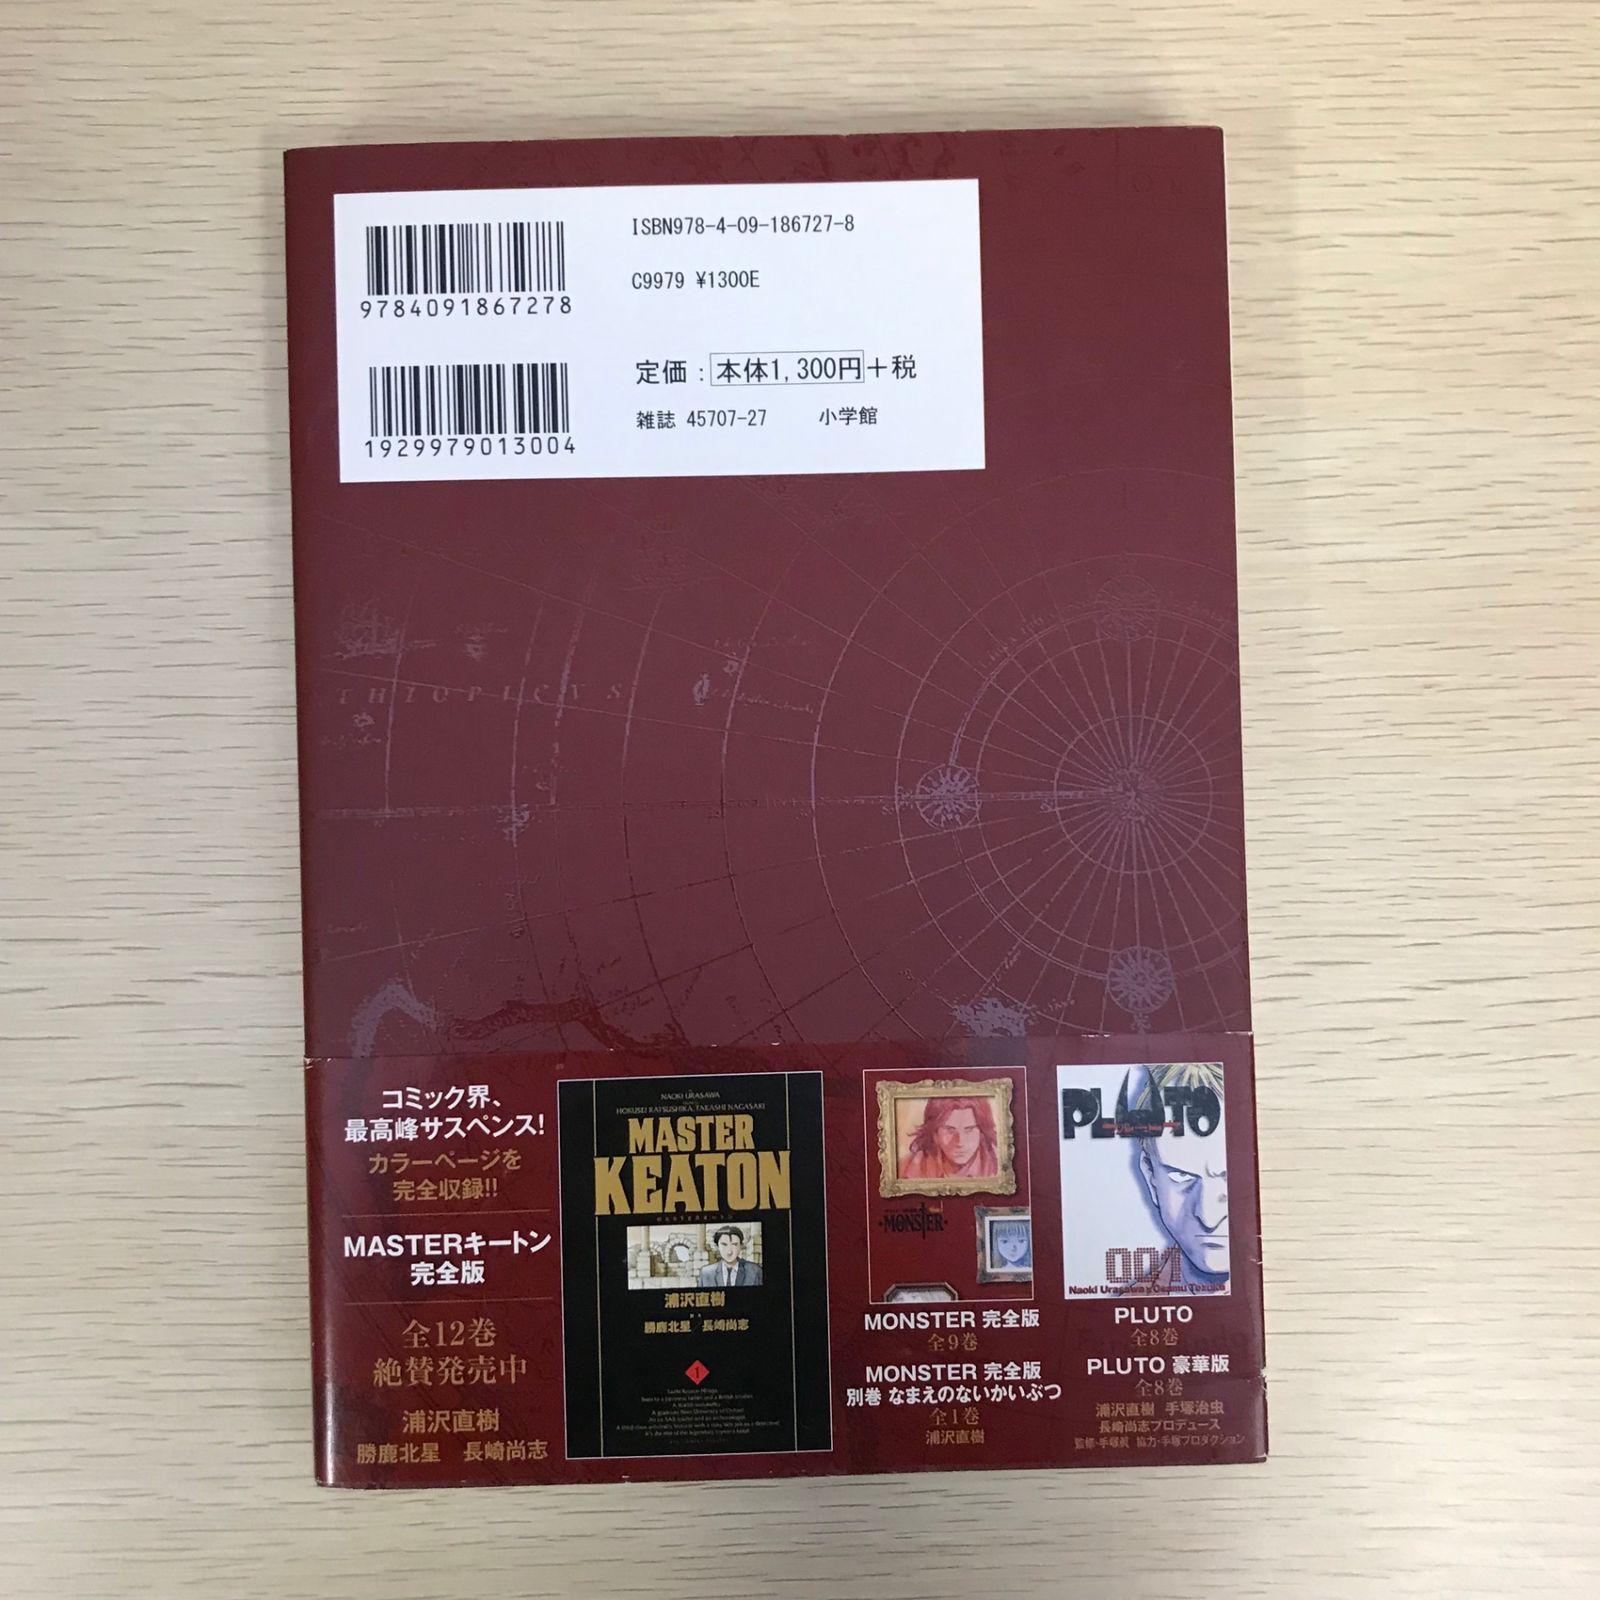 ISBN978-4-09-186727-8
9784091867278
C9979 ¥1300E
定価：本体1,300円＋税
1929979013004
雑誌 45707-27 小学館
THIOPICVS
コミック界、
最高峰サスペンス!
カラーページを
完全収録!!
MASTERキートン
完全版
全12巻
絶賛発売中
浦沢直樹
勝鹿北星 長崎尚志
NAOKI URASAWA
HOKUSEI KATSUSHIKA, TAKASHI NAGASAKI
MASTER
KEATON
浦沢直樹
勝鹿北星 長崎尚志
1
MONSTER
MONSTER 完全版
全9巻
MONSTER 完全版
別巻 なまえのないかいぶつ
全1巻
浦沢直樹
PLUTO
001
Naoki Urasawa x Osamu Tezuka
PLUTO
全8巻
PLUTO 豪華版
全8巻
浦沢直樹 手塚治虫
長崎尚志プロデュース
監修・手塚眞 協力・手塚プロダクション